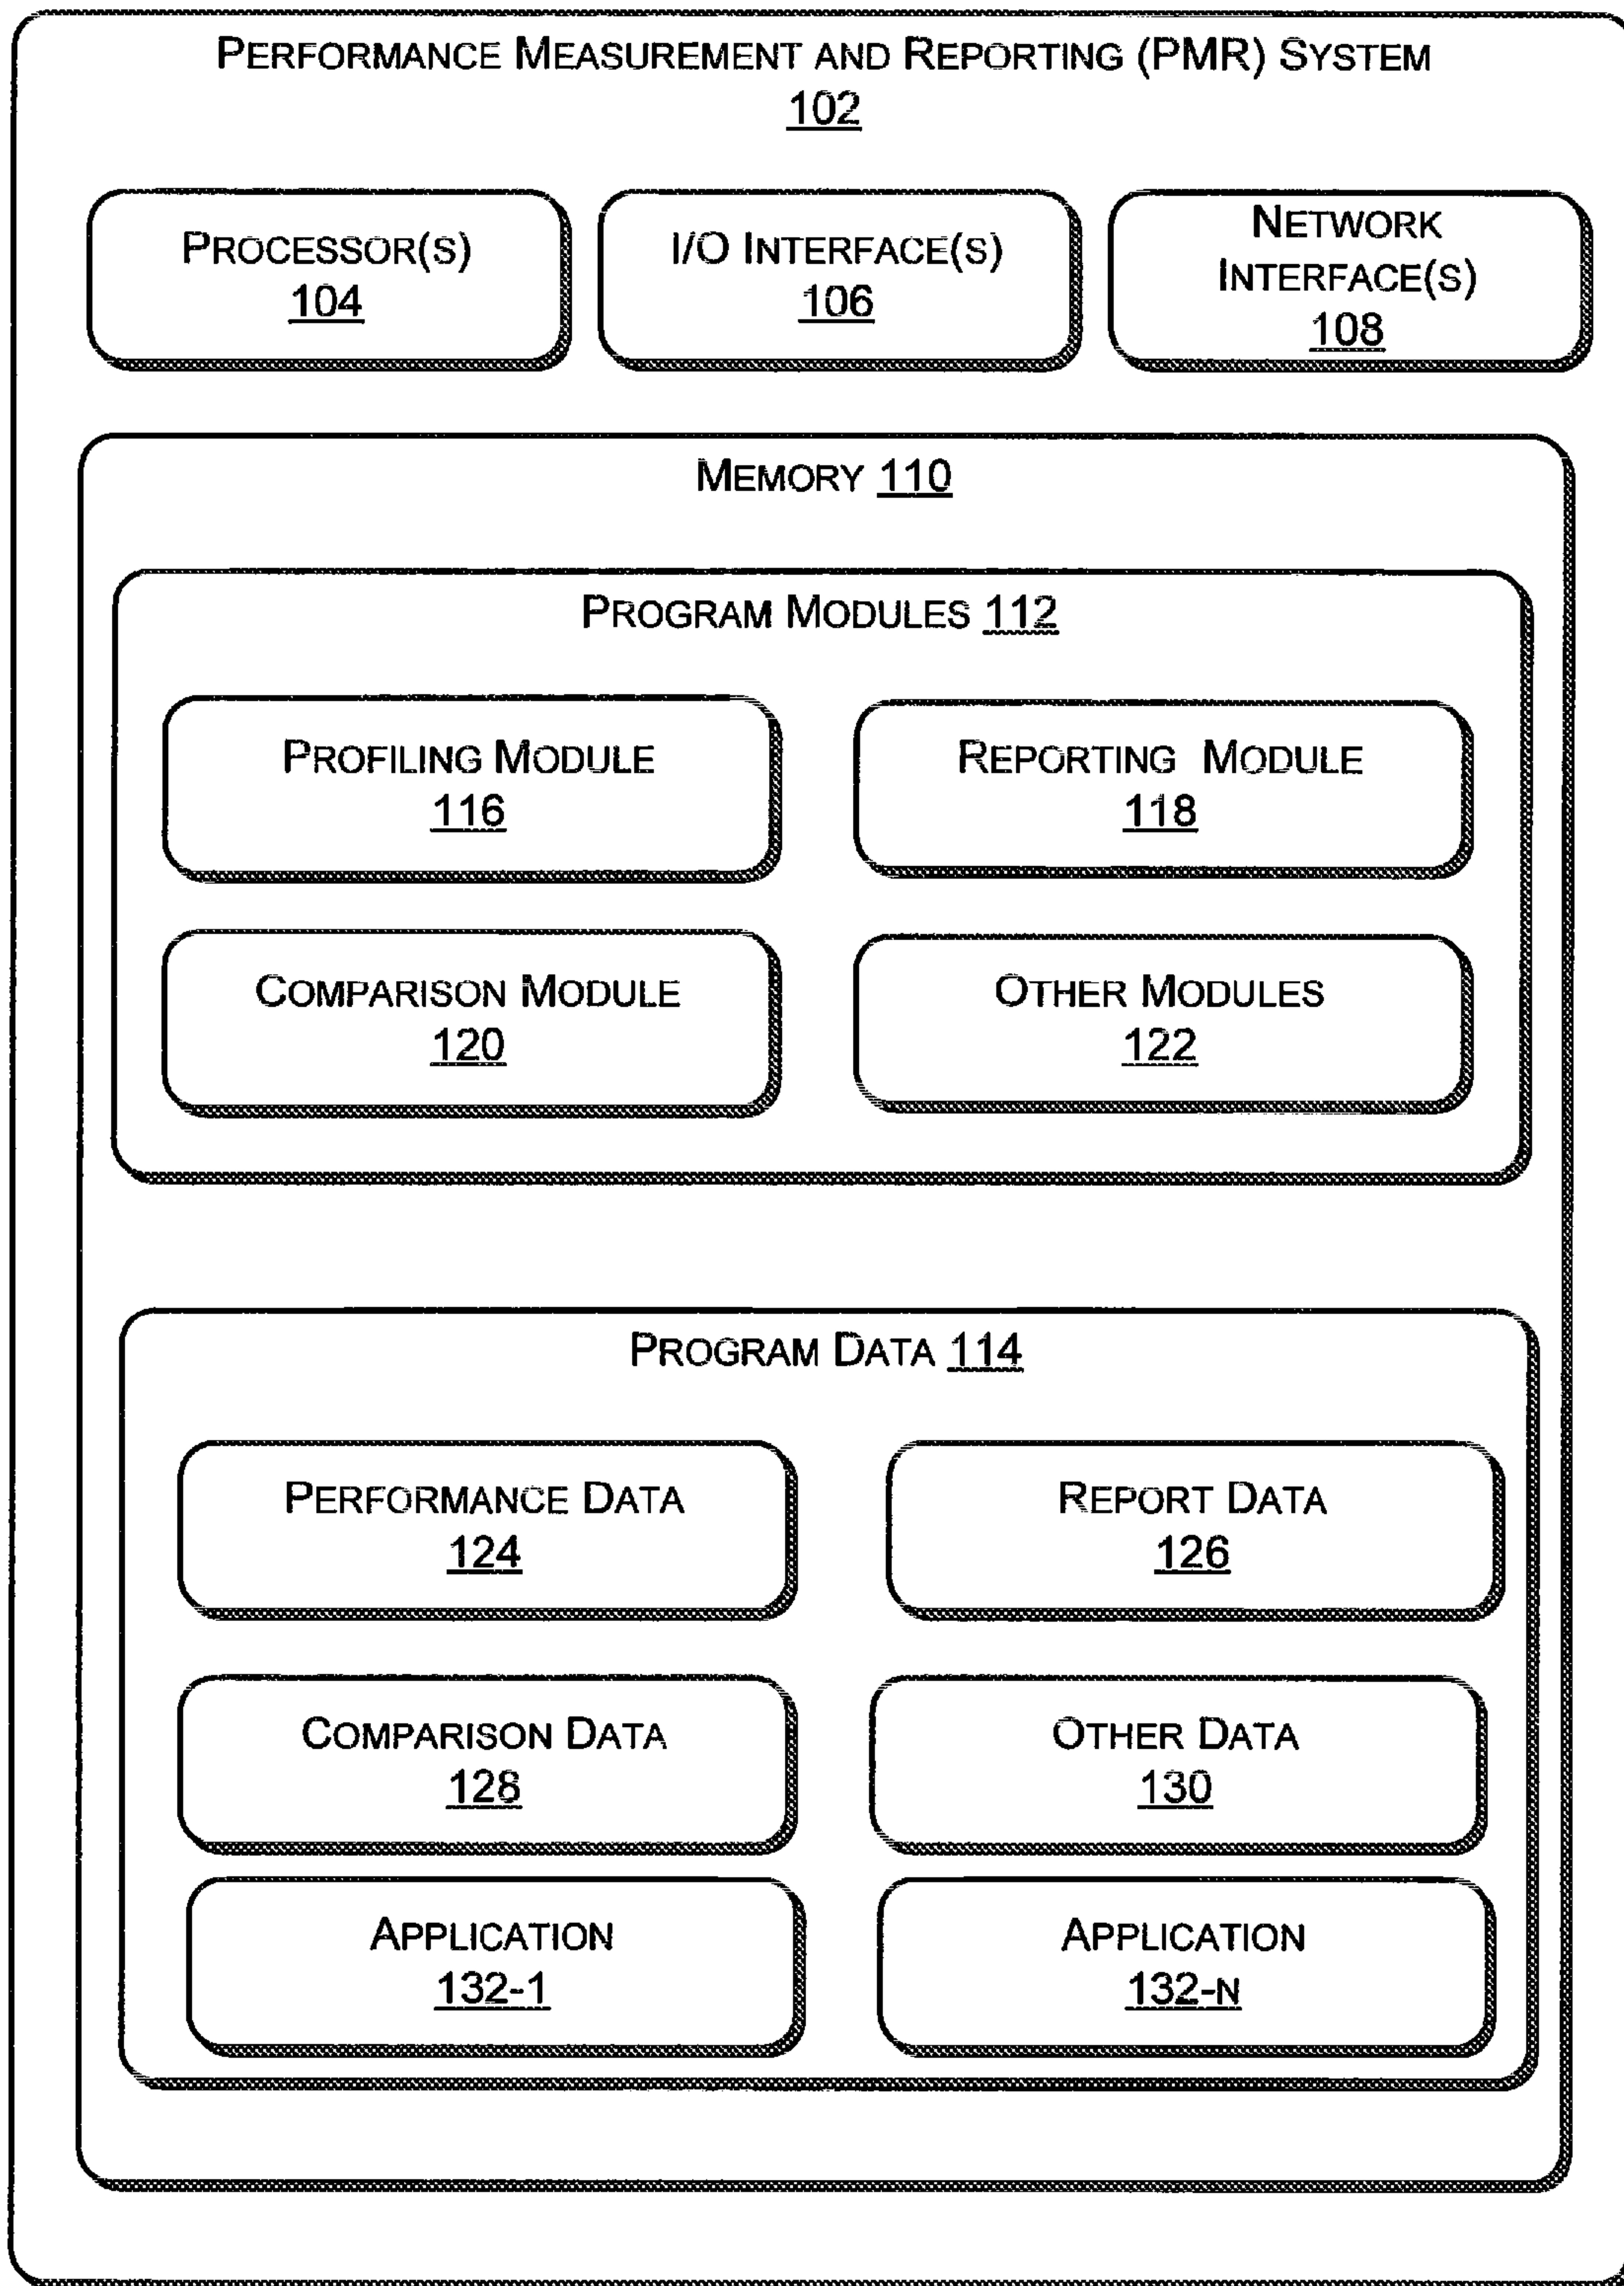 PERFORMANCE MEASUREMENT AND REPORTING (PMR) SYSTEM
102
PROCESSOR(S)
104
I/O INTERFACE(S)
106
NETWORK
INTERFACE(S)
108
MEMORY 110
PROGRAM MODULES 112
PROFILING MODULE
116
REPORTING MODULE
118
COMPARISON MODULE
120
OTHER MODULES
122
PROGRAM DATA 114
PERFORMANCE DATA
124
REPORT DATA
126
COMPARISON DATA
128
OTHER DATA
130
APPLICATION
132-1
APPLICATION
132-N